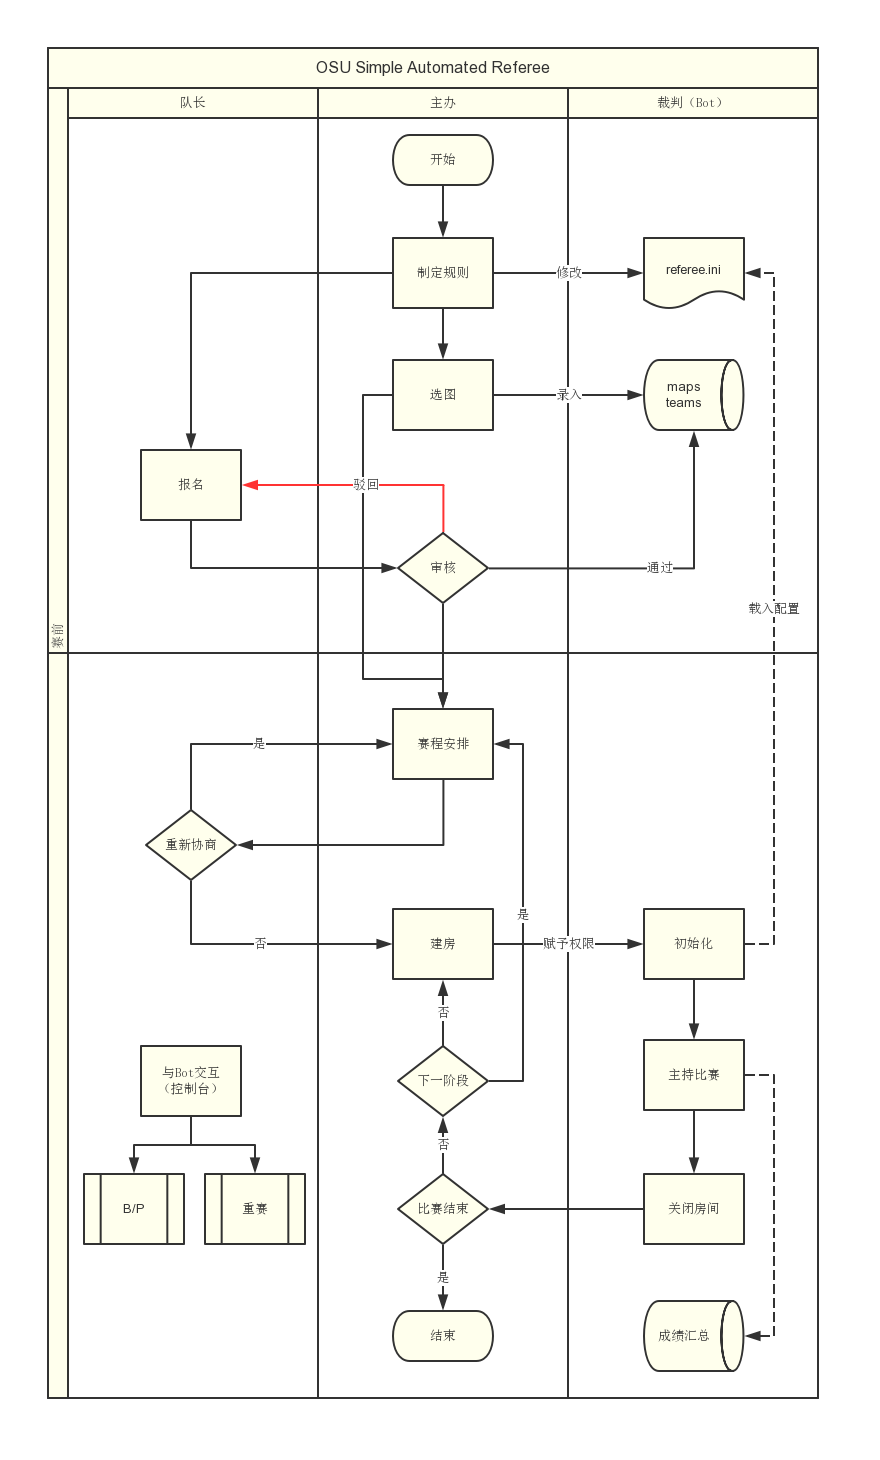 OSU Simple Automated Referee
队长
主办
裁判（Bot）
开始
制定规则
修改
referee.ini
选图
录入
maps
teams
报名
驳回
审核
通过
载入配置
赛前
赛程安排
是
重新协商
是
否
建房
赋予权限
初始化
否
与Bot交互
（控制台）
下一阶段
主持比赛
否
B/P
重赛
比赛结束
关闭房间
是
结束
成绩汇总